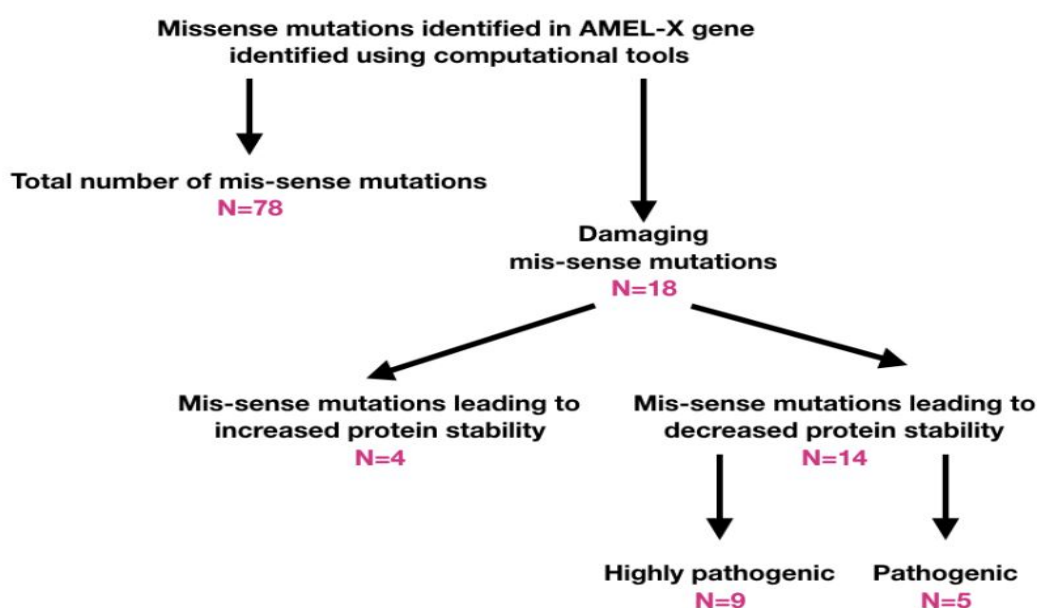 Missense mutations identified in AMEL-X gene
identified using computational tools
Total number of mis-sense mutations
N=78
Damaging
mis-sense mutations
N=18
Mis-sense mutations leading to
increased protein stability
N=4
Mis-sense mutations leading to
decreased protein stability
N=14
Highly pathogenic
N=9
Pathogenic
N=5